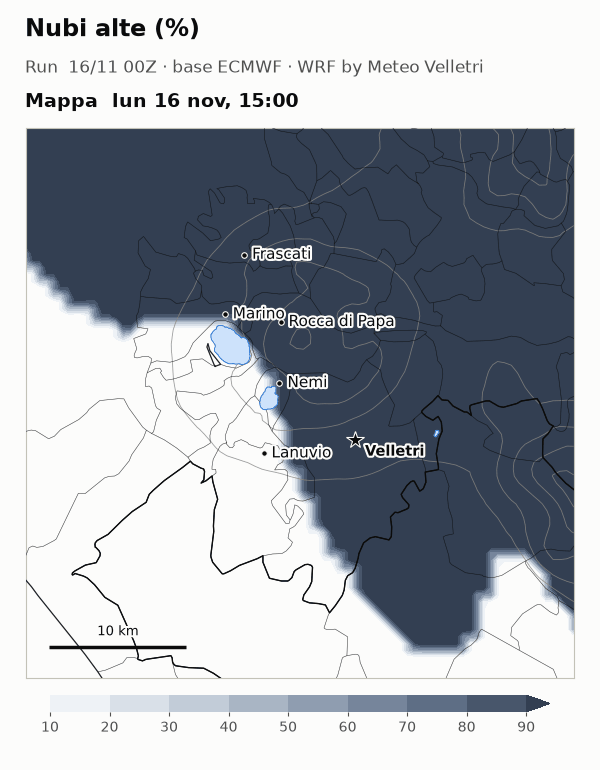 Nubi alte (%)
Run  16/11 00Z · base ECMWF · WRF by Meteo Velletri
Mappa  lun 16 nov, 15:00
Frascati
Marino
Rocca di Papa
Nemi
Velletri
Lanuvio
10 km
10 20 30 40 50 60 70 80 90